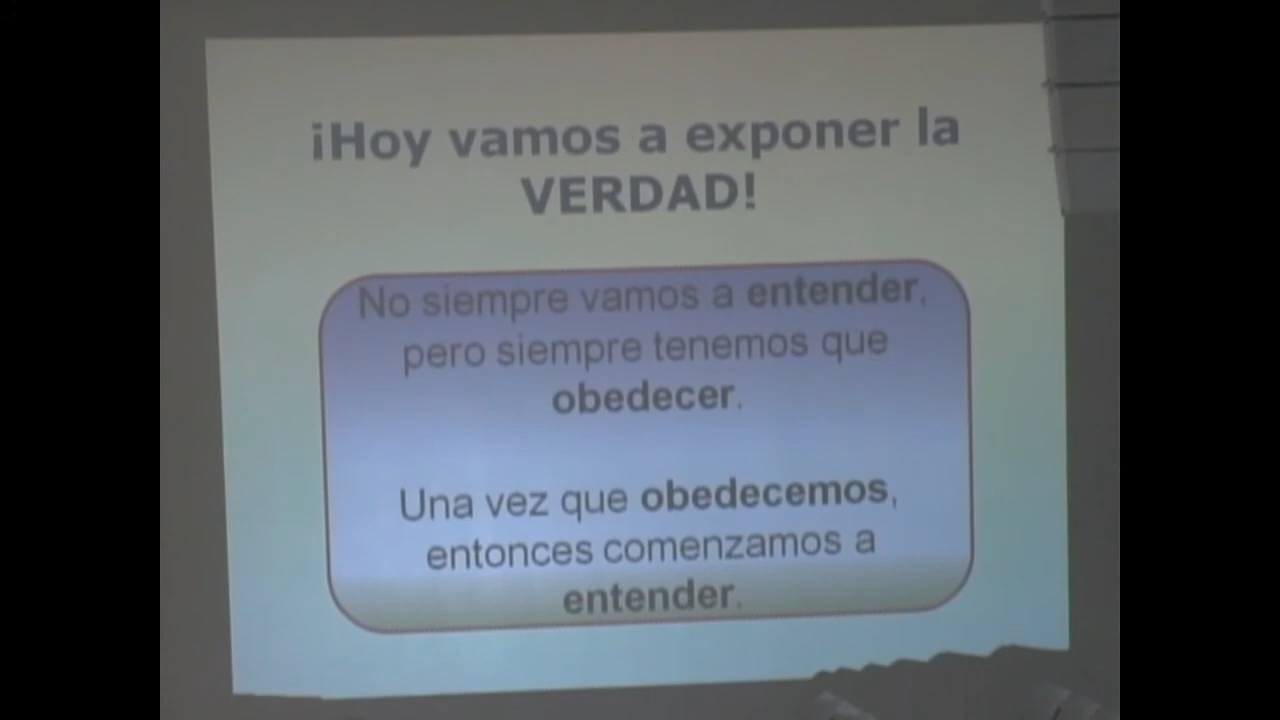 ¡Hoy vamos a exponer la
VERDAD!
No siempre vamos a entender,
pero siempre tenemos que
obedecer.
Una vez que obedecemos,
entonces comenzamos a
entender.